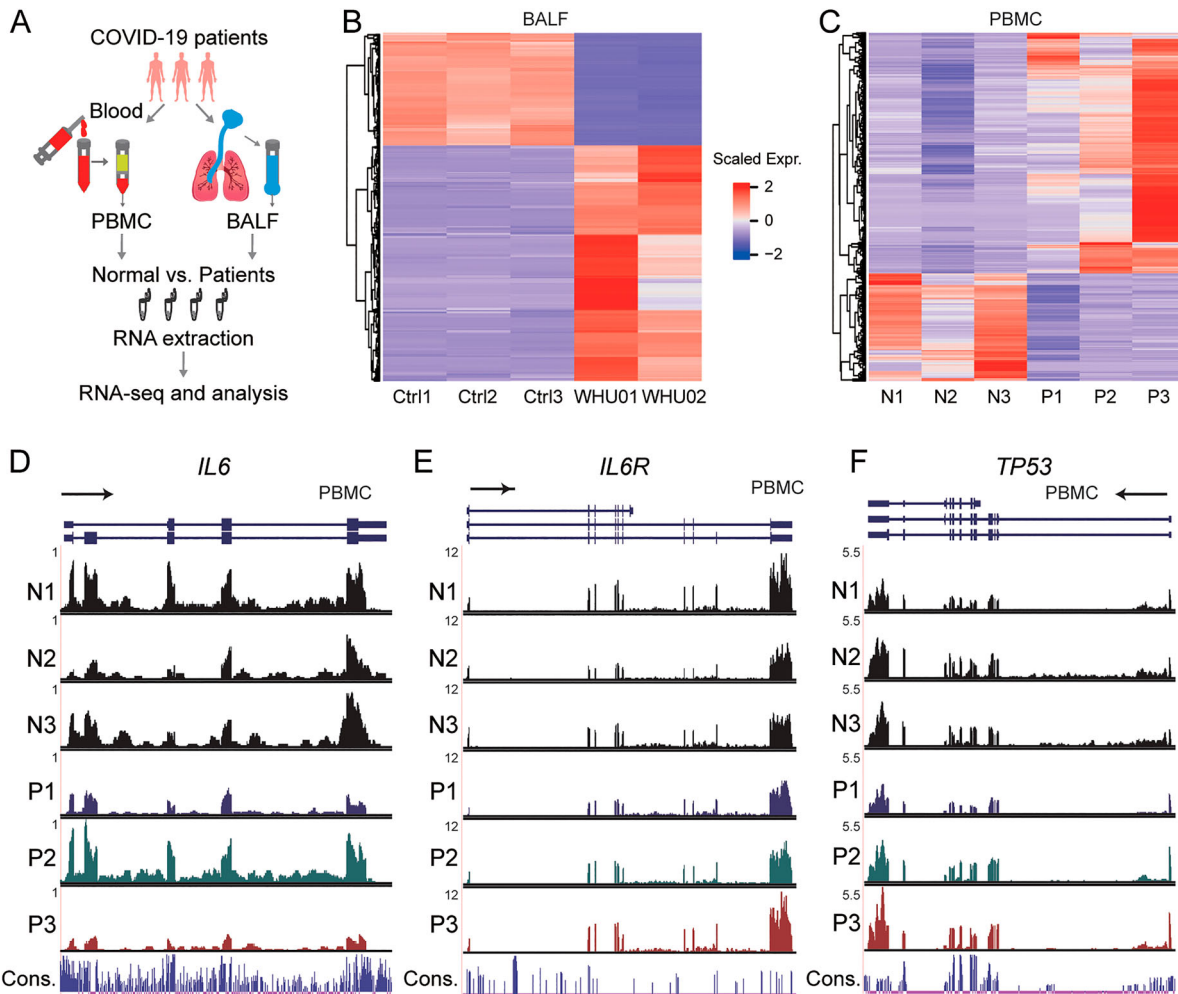 A
COVID-19 patients
Blood
PBMC
BALF
Normal vs. Patients
RNA extraction
RNA-seq and analysis
B
BALF
Scaled Expr.
2
0
−2
Ctrl1 Ctrl2 Ctrl3 WHU01 WHU02
C
PBMC
N1 N2 N3 P1 P2 P3
D
IL6
PBMC
1
N1
1
N2
1
N3
1
P1
1
P2
1
P3
Cons.
E
IL6R
PBMC
12
N1
12
N2
12
N3
12
P1
12
P2
12
P3
Cons.
F
TP53
PBMC
5.5
N1
5.5
N2
5.5
N3
5.5
P1
5.5
P2
5.5
P3
Cons.